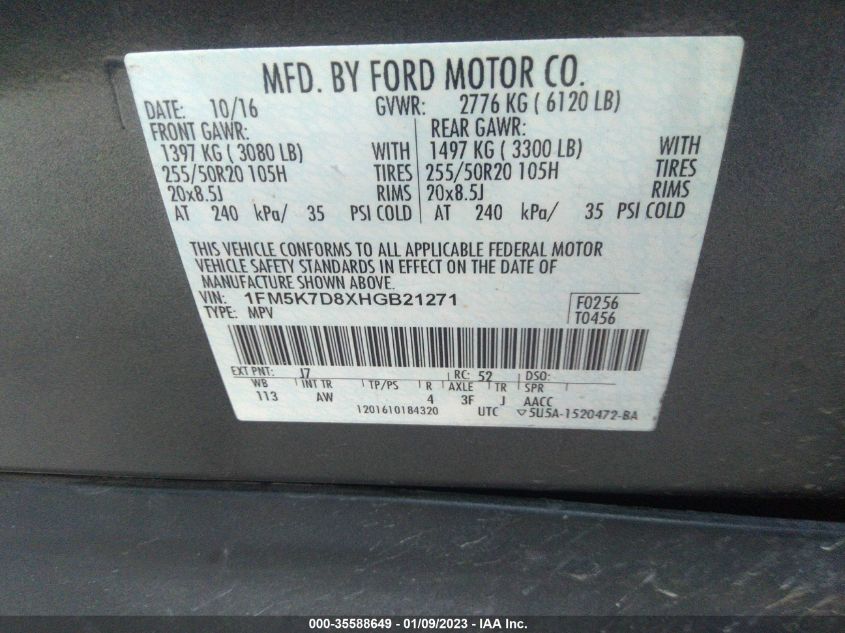 MFD. BY FORD MOTOR CO.
DATE: 10/16 GVWR: 2776 KG ( 6120 LB)
FRONT GAWR: REAR GAWR:
1397 KG ( 3080 LB) WITH 1497 KG ( 3300 LB) WITH
255/50R20 105H TIRES 255/50R20 105H TIRES
20x8.5J RIMS 20x8.5J RIMS
AT 240 kPa/ 35 PSI COLD AT 240 kPa/ 35 PSI COLD
THIS VEHICLE CONFORMS TO ALL APPLICABLE FEDERAL MOTOR
VEHICLE SAFETY STANDARDS IN EFFECT ON THE DATE OF
MANUFACTURE SHOWN ABOVE.
VIN: 1FM5K7D8XHGB21271 F0256
TYPE: MPV T0456
EXT PNT: J7 RC: 52 DSO:
WB INT TR TP/PS R AXLE TR SPR
113 AW 4 3F J AACC
1201610184320 UTC ▽5U5A-1520472-BA
000-35588649 - 01/09/2023 - IAA Inc.